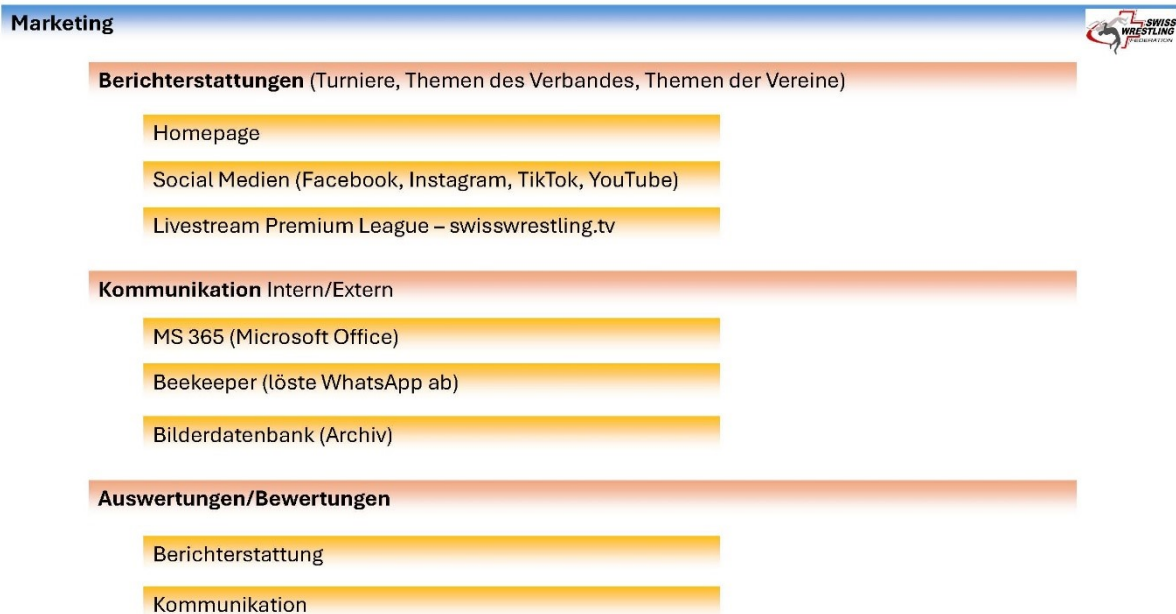 Marketing
SWISS
WRESTLING
FEDERATION
Berichterstattungen (Turniere, Themen des Verbandes, Themen der Vereine)
Homepage
Social Medien (Facebook, Instagram, TikTok, YouTube)
Livestream Premium League – swisswrestling.tv
Kommunikation Intern/Extern
MS 365 (Microsoft Office)
Beekeeper (löste WhatsApp ab)
Bilderdatenbank (Archiv)
Auswertungen/Bewertungen
Berichterstattung
Kommunikation